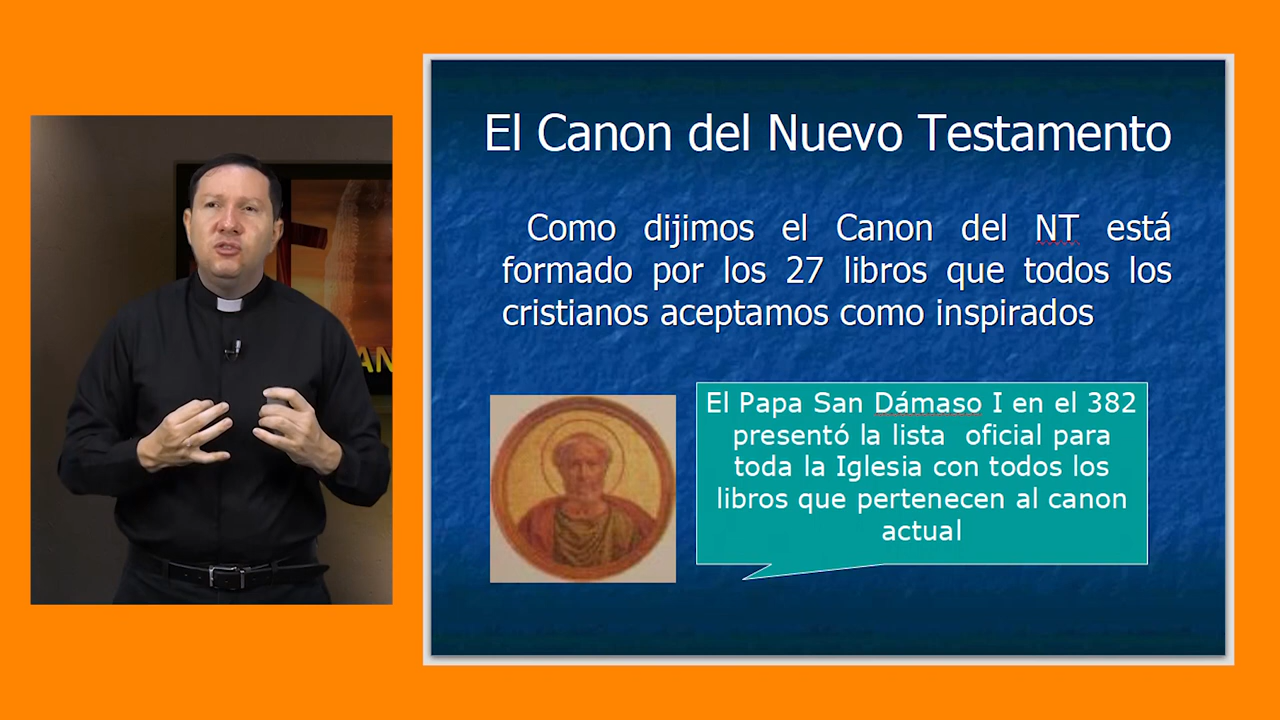 El Canon del Nuevo Testamento
Como dijimos el Canon del NT está
formado por los 27 libros que todos los
cristianos aceptamos como inspirados
El Papa San Dámaso I en el 382
presentó la lista oficial para
toda la Iglesia con todos los
libros que pertenecen al canon
actual
AN